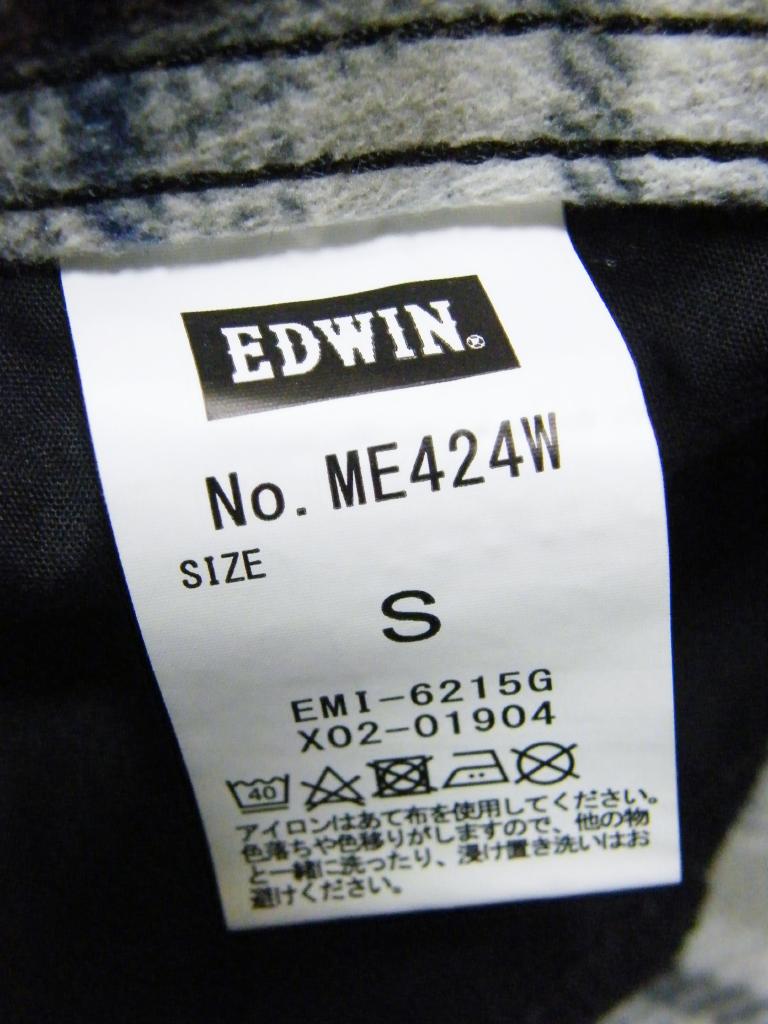 EDWIN®
No. ME424W
SIZE
S
EMI-6215G
X02-01904
40
アイロンはあて布を使用してください。
色落ちや色移りがしますので、他の物
と一緒に洗ったり、浸け置き洗いはお
避けください。